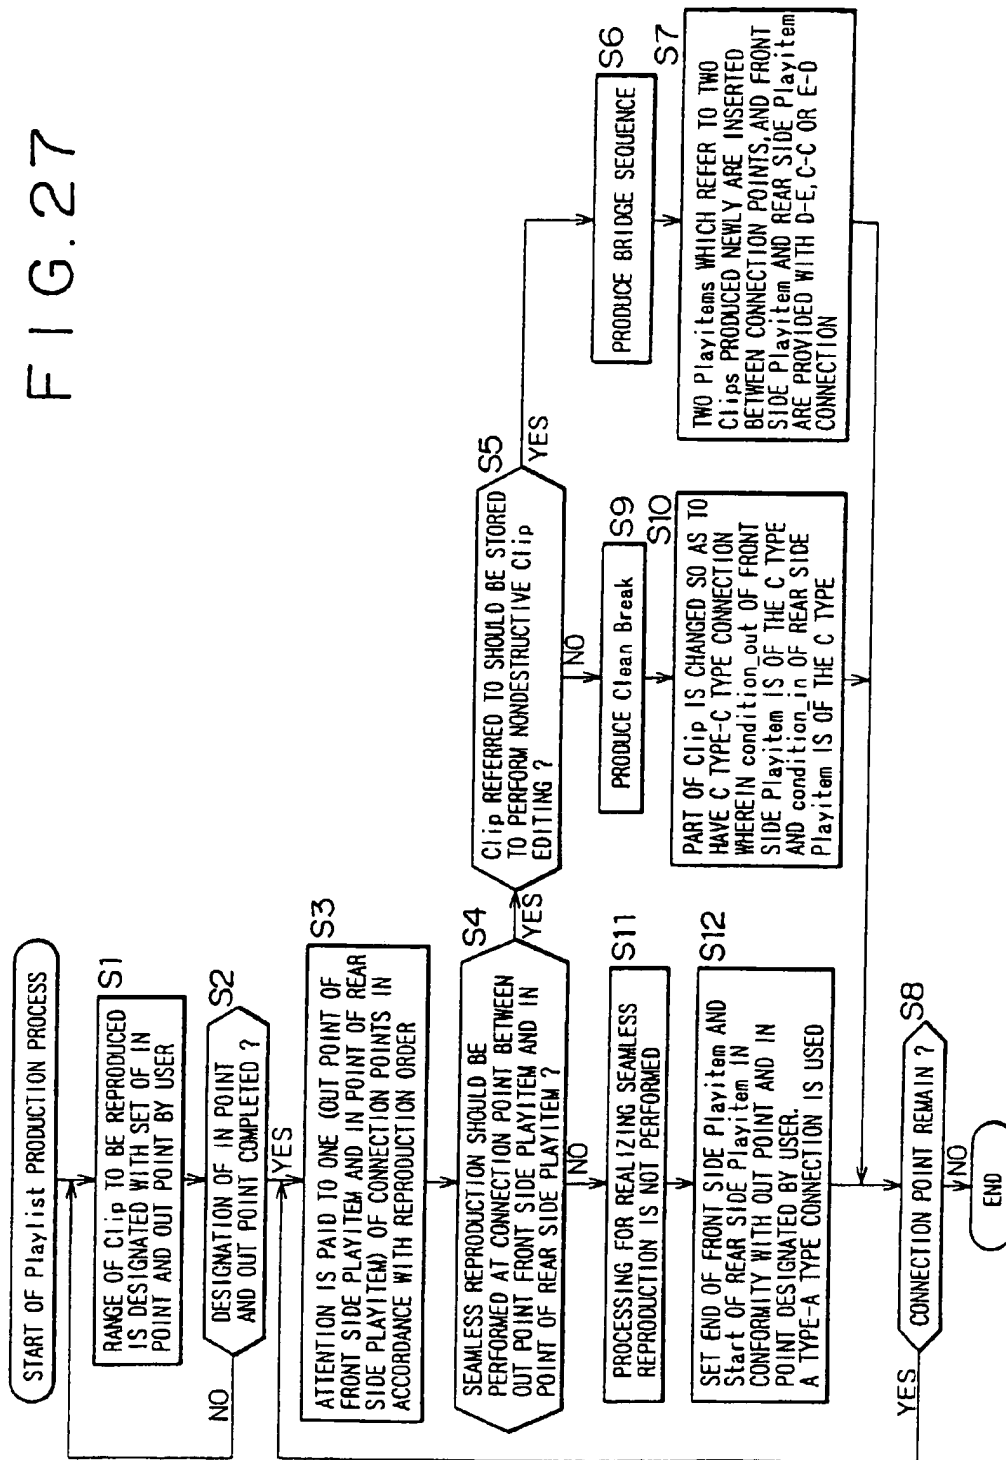 FIG.27
START OF Playlist PRODUCTION PROCESS
S1
RANGE OF Clip TO BE REPRODUCED
IS DESIGNATED WITH SET OF IN
POINT AND OUT POINT BY USER
S2
DESIGNATION OF IN POINT
AND OUT POINT COMPLETED ?
NO
YES
S3
ATTENTION IS PAID TO ONE (OUT POINT OF
FRONT SIDE PLAYITEM AND IN POINT OF REAR
SIDE PLAYITEM) OF CONNECTION POINTS IN
ACCORDANCE WITH REPRODUCTION ORDER
S4
SEAMLESS REPRODUCTION SHOULD BE
PERFORMED AT CONNECTION POINT BETWEEN
OUT POINT FRONT SIDE PLAYITEM AND IN
POINT OF REAR SIDE PLAYITEM ?
YES
NO
S5
Clip REFERRED TO SHOULD BE STORED
TO PERFORM NONDESTRUCTIVE Clip
EDITING ?
YES
NO
S6
PRODUCE BRIDGE SEQUENCE
S7
TWO Playitems WHICH REFER TO TWO
Clips PRODUCED NEWLY ARE INSERTED
BETWEEN CONNECTION POINTS, AND FRONT
SIDE Playitem AND REAR SIDE Playitem
ARE PROVIDED WITH D-E, C-C OR E-D
CONNECTION
S9
PRODUCE Clean Break
S10
PART OF Clip IS CHANGED SO AS TO
HAVE C TYPE-C TYPE CONNECTION
WHEREIN condition_out OF FRONT
SIDE Playitem IS OF THE C TYPE
AND condition_in OF REAR SIDE
Playitem IS OF THE C TYPE
S11
PROCESSING FOR REALIZING SEAMLESS
REPRODUCTION IS NOT PERFORMED
S12
SET END OF FRONT SIDE Playitem AND
Start OF REAR SIDE Playitem IN
CONFORMITY WITH OUT POINT AND IN
POINT DESIGNATED BY USER.
A TYPE-A TYPE CONNECTION IS USED
S8
CONNECTION POINT REMAIN ?
YES
NO
END